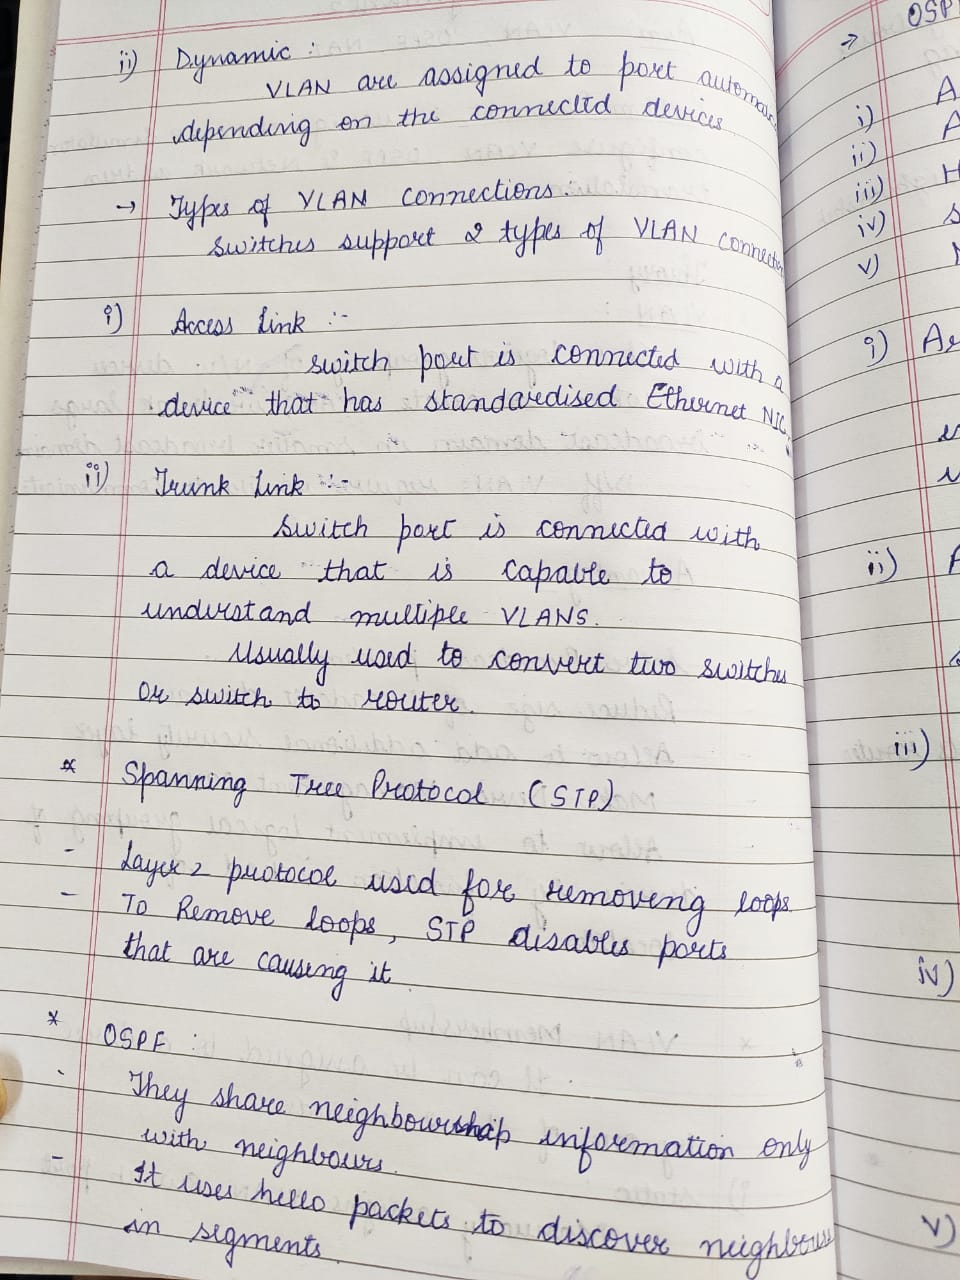 ii) Dynamic :
VLAN are assigned to port
depending on the connected devices
→ Types of VLAN connections.
Switches support 2 types of VLAN
i) Access Link :-
switch port is connected with a
device that has standardised Ethernet NIC.
ii) Trunk Link :-
Switch port is connected with
a device that is capable to
understand multiple VLANS.
Usually used to convert two switches
or switch to router.
* Spanning Tree Protocol (STP)
- Layer 2 protocol used for removing loops.
- To Remove loops, STP disables ports
that are causing it.
* OSPF :
- They share neighbourship information only
with neighbours.
- It uses hello packets to discover neighbours
in segments.
→ OSP
i) A
ii) A
iii) H
iv) S
v)
i)
ii)
iii)
iv)
v)